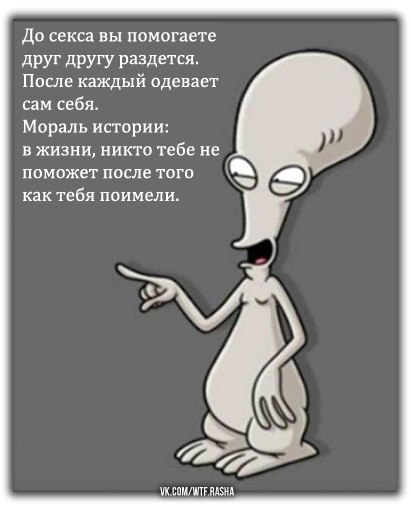 До секса вы помогаете
друг другу раздется.
После каждый одевает
сам себя.
Мораль истории:
в жизни, никто тебе не
поможет после того
как тебя поимели.
VK.COM/WTF.RASHA